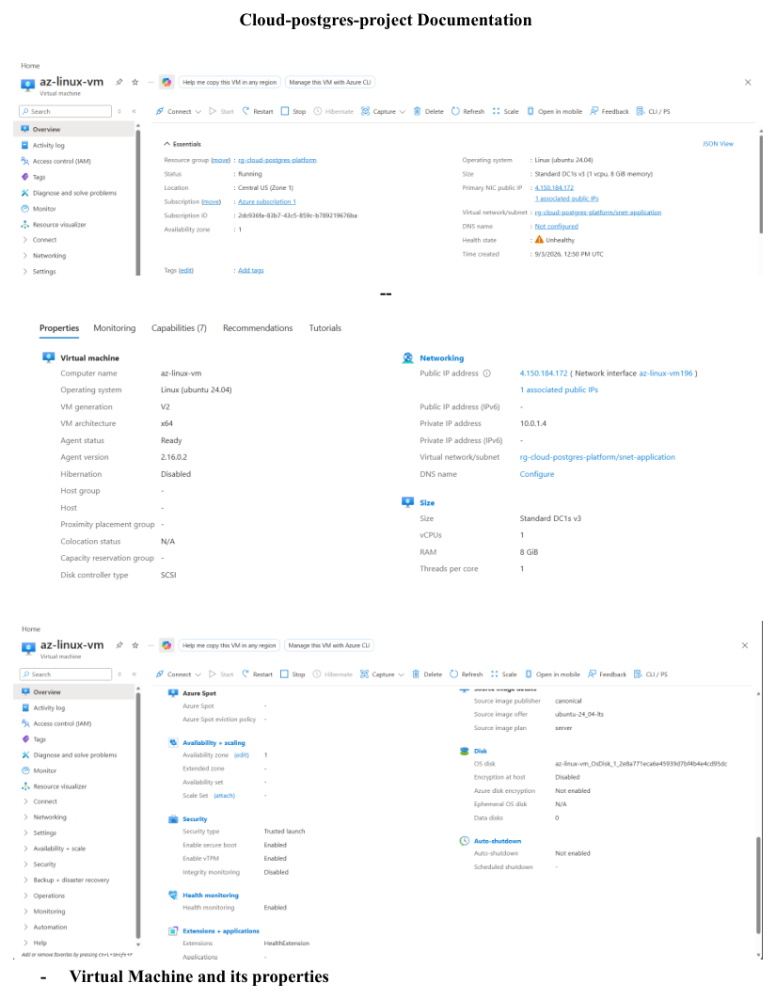 Cloud-postgres-project Documentation
Home
az-linux-vm
Help me copy this VM in any region
Manage this VM with Azure CLI
Virtual machine
Search
Connect Start Restart Stop Hibernate Capture Delete Refresh Scale Open in mobile Feedback CLI / PS
Overview
Activity log
Access control (IAM)
Tags
Diagnose and solve problems
Monitor
Resource visualizer
Connect
Networking
Settings
Essentials
JSON View
Resource group (move) : rg-cloud-postgres-platform
Status : Running
Location : Central US (Zone 1)
Subscription (move) : Azure subscription 1
Subscription ID : 2dc936fa-83b7-43c5-859c-b789219676ba
Availability zone : 1
Operating system : Linux (ubuntu 24.04)
Size : Standard DC1s v3 (1 vcpu, 8 GiB memory)
Primary NIC public IP : 4.150.184.172
1 associated public IPs
Virtual network/subnet : rg-cloud-postgres-platform/snet-application
DNS name : Not configured
Health state : Unhealthy
Time created : 9/3/2026, 12:50 PM UTC
Tags (edit) : Add tags
--
Properties Monitoring Capabilities (7) Recommendations Tutorials
Virtual machine
Computer name az-linux-vm
Operating system Linux (ubuntu 24.04)
VM generation V2
VM architecture x64
Agent status Ready
Agent version 2.16.0.2
Hibernation Disabled
Host group -
Host -
Proximity placement group -
Colocation status N/A
Capacity reservation group -
Disk controller type SCSI
Networking
Public IP address 4.150.184.172 ( Network interface az-linux-vm196 )
1 associated public IPs
Public IP address (IPv6) -
Private IP address 10.0.1.4
Private IP address (IPv6) -
Virtual network/subnet rg-cloud-postgres-platform/snet-application
DNS name Configure
Size
Size Standard DC1s v3
vCPUs 1
RAM 8 GiB
Threads per core 1
Home
az-linux-vm
Help me copy this VM in any region
Manage this VM with Azure CLI
Virtual machine
Search
Connect Start Restart Stop Hibernate Capture Delete Refresh Scale Open in mobile Feedback CLI / PS
Overview
Activity log
Access control (IAM)
Tags
Diagnose and solve problems
Monitor
Resource visualizer
Connect
Networking
Settings
Availability + scale
Security
Backup + disaster recovery
Operations
Monitoring
Automation
Help
Add or remove favorites by pressing Ctrl+Shift+F
Azure Spot
Azure Spot -
Azure Spot eviction policy -
Availability + scaling
Availability zone (edit) 1
Extended zone -
Availability set -
Scale Set (attach) -
Security
Security type Trusted launch
Enable secure boot Enabled
Enable vTPM Enabled
Integrity monitoring Disabled
Health monitoring
Health monitoring Enabled
Extensions + applications
Extensions HealthExtension
Applications -
Source image details
Source image publisher canonical
Source image offer ubuntu-24_04-lts
Source image plan server
Disk
OS disk az-linux-vm_OsDisk_1_2e8a771eca6e45939d7bf4b4e4cd95dc
Encryption at host Disabled
Azure disk encryption Not enabled
Ephemeral OS disk N/A
Data disks 0
Auto-shutdown
Auto-shutdown Not enabled
Scheduled shutdown -
- Virtual Machine and its properties